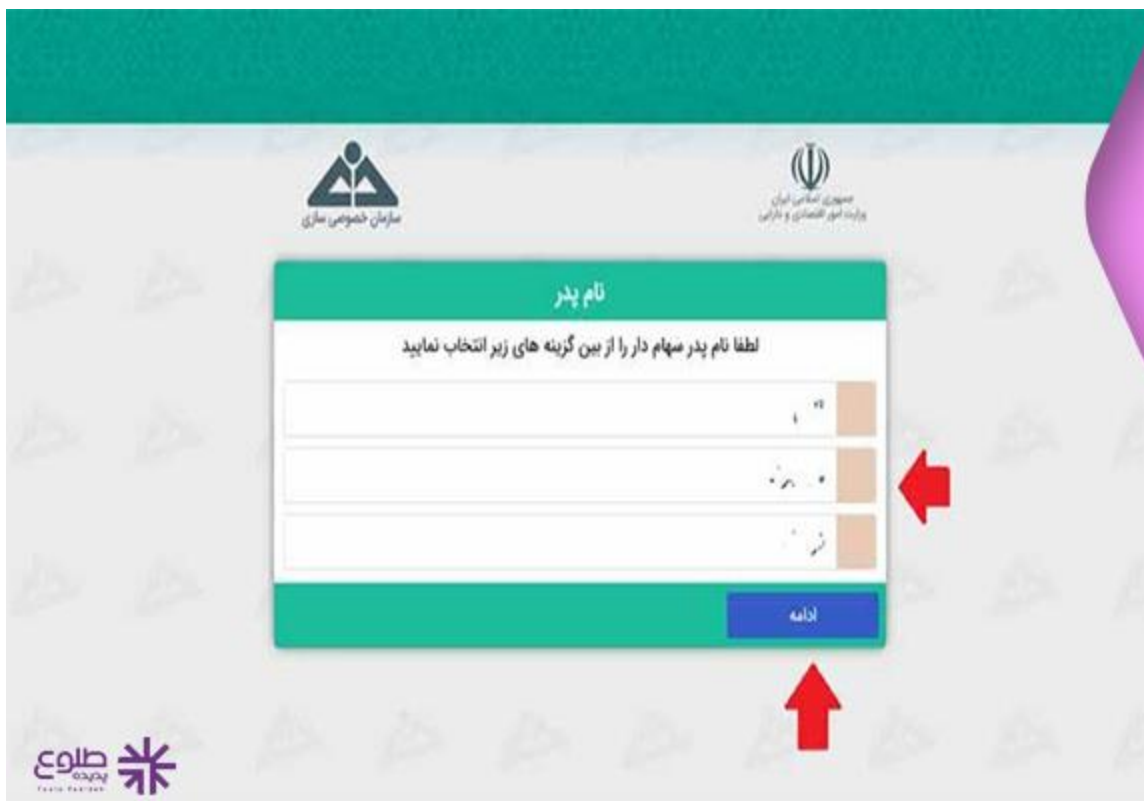 جمهوری اسلامی ایران
وزارت امور اقتصادی و دارایی
سازمان خصوصی سازی
نام پدر
لطفا نام پدر سهام دار را از بین گزینه های زیر انتخاب نمایید
ادامه
طلوع
پدیده